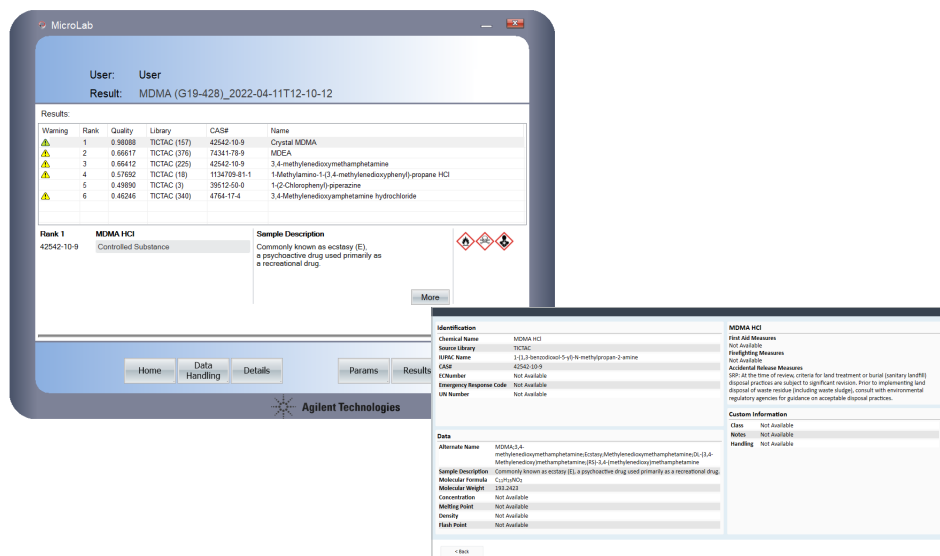 MicroLab
User: User
Result: MDMA (G19-428)_2022-04-11T12-10-12
Results:
Warning Rank Quality Library CAS# Name
1 0.98088 TICTAC (157) 42542-10-9 Crystal MDMA
2 0.66617 TICTAC (376) 74341-78-9 MDEA
3 0.66412 TICTAC (225) 42542-10-9 3,4-methylenedioxymethamphetamine
4 0.57692 TICTAC (18) 1134709-81-1 1-Methylamino-1-(3,4-methylenedioxyphenyl)-propane HCl
5 0.49890 TICTAC (3) 39512-50-0 1-(2-Chlorophenyl)-piperazine
6 0.46246 TICTAC (340) 4764-17-4 3,4-Methylenedioxyamphetamine hydrochloride
Rank 1 MDMA HCl
42542-10-9 Controlled Substance
Sample Description
Commonly known as ecstasy (E),
a psychoactive drug used primarily as
a recreational drug.
More
Home Data Handling Details Params Results
Agilent Technologies
Identification
Chemical Name MDMA HCl
Source Library TICTAC
IUPAC Name 1-(1,3-benzodioxol-5-yl)-N-methylpropan-2-amine
CAS# 42542-10-9
ECNumber Not Available
Emergency Response Code Not Available
UN Number Not Available
Data
Alternate Name MDMA;3,4-
methylenedioxymethamphetamine;Ecstasy;Methylenedioxymethamphetamine;DL-(3,4-
Methylenedioxy)methamphetamine;(RS)-3,4-(methylenedioxy)methamphetamine
Sample Description Commonly known as ecstasy (E), a psychoactive drug used primarily as a recreational drug.
Molecular Formula C₁₁H₁₅NO₂
Molecular Weight 193.2423
Concentration Not Available
Melting Point Not Available
Density Not Available
Flash Point Not Available
MDMA HCl
First Aid Measures
Not Available
Firefighting Measures
Not Available
Accidental Release Measures
SRP: At the time of review, criteria for land treatment or burial (sanitary landfill)
disposal practices are subject to significant revision. Prior to implementing land
disposal of waste residue (including waste sludge), consult with environmental
regulatory agencies for guidance on acceptable disposal practices.
Custom Information
Class Not Available
Notes Not Available
Handling Not Available
< Back